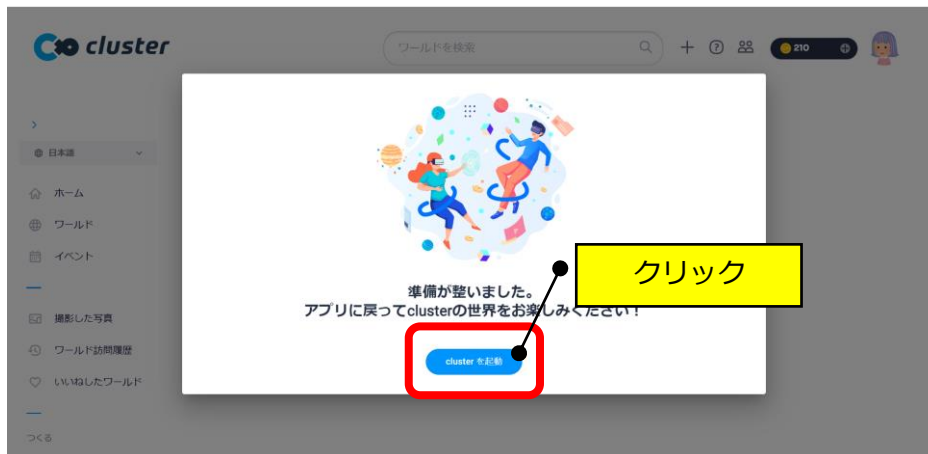 cluster
ワールドを検索
210
日本語
ホーム
ワールド
イベント
撮影した写真
ワールド訪問履歴
いいねしたワールド
つくる
準備が整いました。
アプリに戻ってclusterの世界をお楽しみください！
cluster を起動
クリック